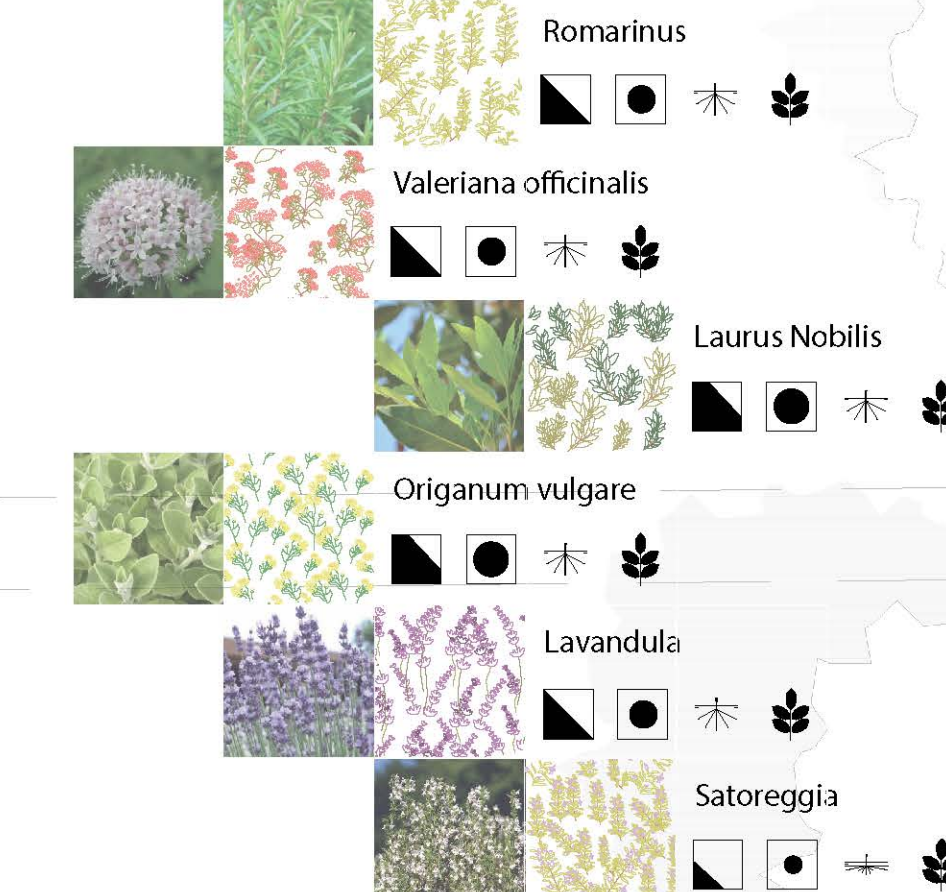 Romarinus
Valeriana officinalis
Laurus Nobilis
Origanum vulgare
Lavandula
Satoreggia